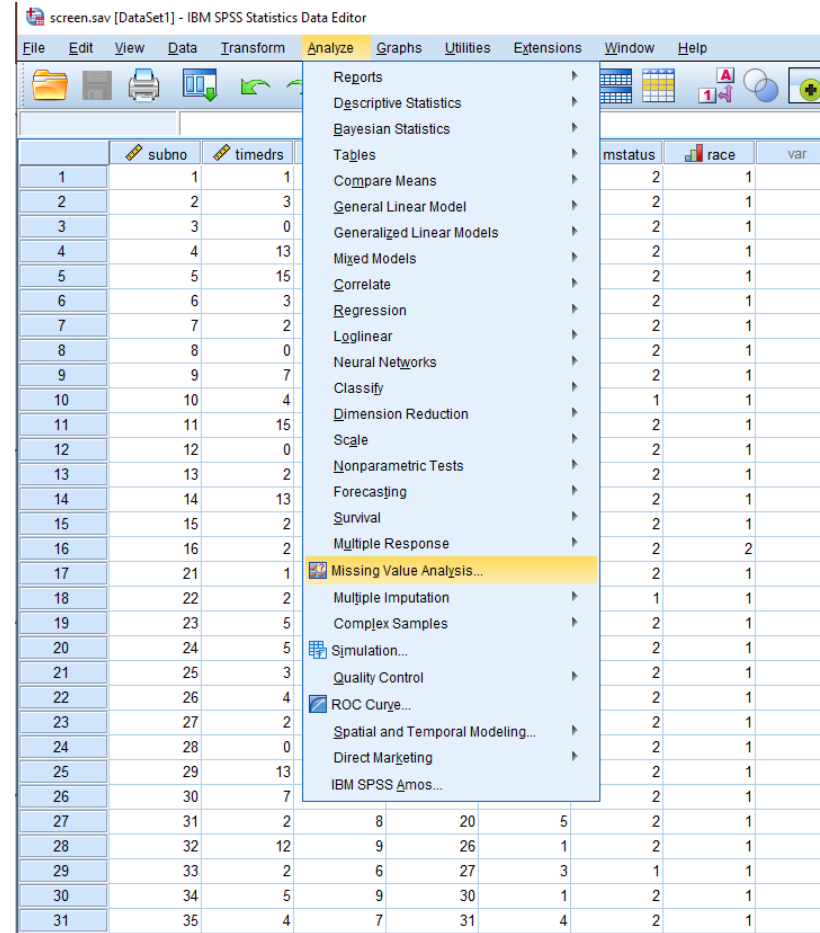 screen.sav [DataSet1] - IBM SPSS Statistics Data Editor
File Edit View Data Transform Analyze Graphs Utilities Extensions Window Help
Reports
Descriptive Statistics
Bayesian Statistics
Tables
Compare Means
General Linear Model
Generalized Linear Models
Mixed Models
Correlate
Regression
Loglinear
Neural Networks
Classify
Dimension Reduction
Scale
Nonparametric Tests
Forecasting
Survival
Multiple Response
Missing Value Analysis...
Multiple Imputation
Complex Samples
Simulation...
Quality Control
ROC Curve...
Spatial and Temporal Modeling...
Direct Marketing
IBM SPSS Amos...
A
1
subno timedrs mstatus race var
1 1 1 2 1
2 2 3 2 1
3 3 0 2 1
4 4 13 2 1
5 5 15 2 1
6 6 3 2 1
7 7 2 2 1
8 8 0 2 1
9 9 7 2 1
10 10 4 1 1
11 11 15 2 1
12 12 0 2 1
13 13 2 2 1
14 14 13 2 1
15 15 2 2 1
16 16 2 2 2
17 21 1 2 1
18 22 2 1 1
19 23 5 2 1
20 24 5 2 1
21 25 3 2 1
22 26 4 2 1
23 27 2 2 1
24 28 0 2 1
25 29 13 2 1
26 30 7 2 1
27 31 2 8 20 5 2 1
28 32 12 9 26 1 2 1
29 33 2 6 27 3 1 1
30 34 5 9 30 1 2 1
31 35 4 7 31 4 2 1